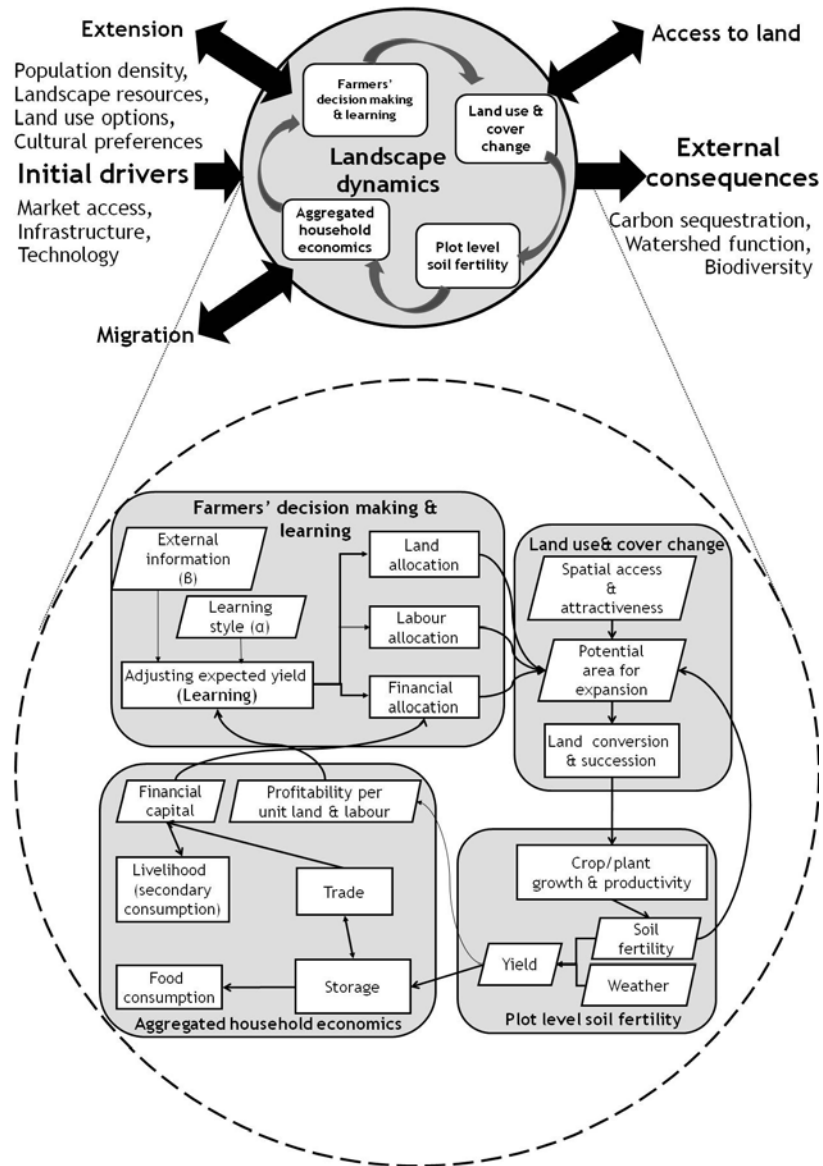 Extension
Population density,
Landscape resources,
Land use options,
Cultural preferences
Initial drivers
Market access,
Infrastructure,
Technology
Migration
Farmers'
decision making
& learning
Land use &
cover change
Landscape
dynamics
Aggregated
household
economics
Plot level
soil fertility
Access to land
External
consequences
Carbon sequestration,
Watershed function,
Biodiversity
Farmers' decision making &
learning
External
information
(β)
Learning
style (α)
Adjusting expected yield
(Learning)
Land
allocation
Labour
allocation
Financial
allocation
Land use& cover change
Spatial access
&
attractiveness
Potential
area for
expansion
Land conversion
& succession
Financial
capital
Profitability per
unit land & labour
Livelihood
(secondary
consumption)
Trade
Food
consumption
Storage
Aggregated household economics
Crop/plant
growth & productivity
Soil
fertility
Yield
Weather
Plot level soil fertility